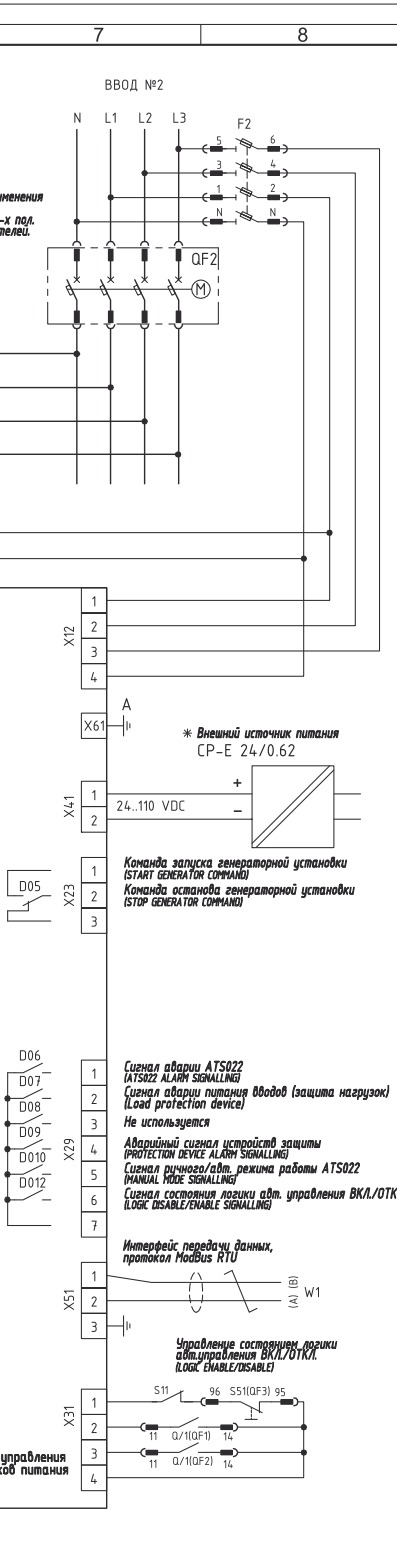 7 8
ВВОД №2
N L1 L2 L3
F2
5 6
3 4
1 2
N N
именения
-х пол.
телей.
QF2
M
X12
1
2
3
4
X61
A
* Внешний источник питания
CP-E 24/0.62
X41
1
2
+
24..110 VDC
–
X23
1
2
3
D05
Команда запуска генераторной установки
(START GENERATOR COMMAND)
Команда останова генераторной установки
(STOP GENERATOR COMMAND)
D06
D07
D08
D09
D010
D012
X29
1
2
3
4
5
6
7
Сигнал аварии ATS022
(ATS022 ALARM SIGNALLING)
Сигнал аварии питания вводов (защита нагрузок)
(Load protection device)
Не используется
Аварийный сигнал устройств защиты
(PROTECTION DEVICE ALARM SIGNALLING)
Сигнал ручного/авт. режима работы ATS022
(MANUAL MODE SIGNALLING)
Сигнал состояния логики авт. управления ВКЛ./ОТК
(LOGIC DISABLE/ENABLE SIGNALLING)
Интерфейс передачи данных,
протокол ModBus RTU
X51
1
2
3
(A) (B)
W1
Управление состоянием логики
авт.управления ВКЛ./ОТКЛ.
(LOGIC ENABLE/DISABLE)
X31
1
2
3
4
S11 96 S51(QF3) 95
11 Q/1(QF1) 14
11 Q/1(QF2) 14
управления
ков питания